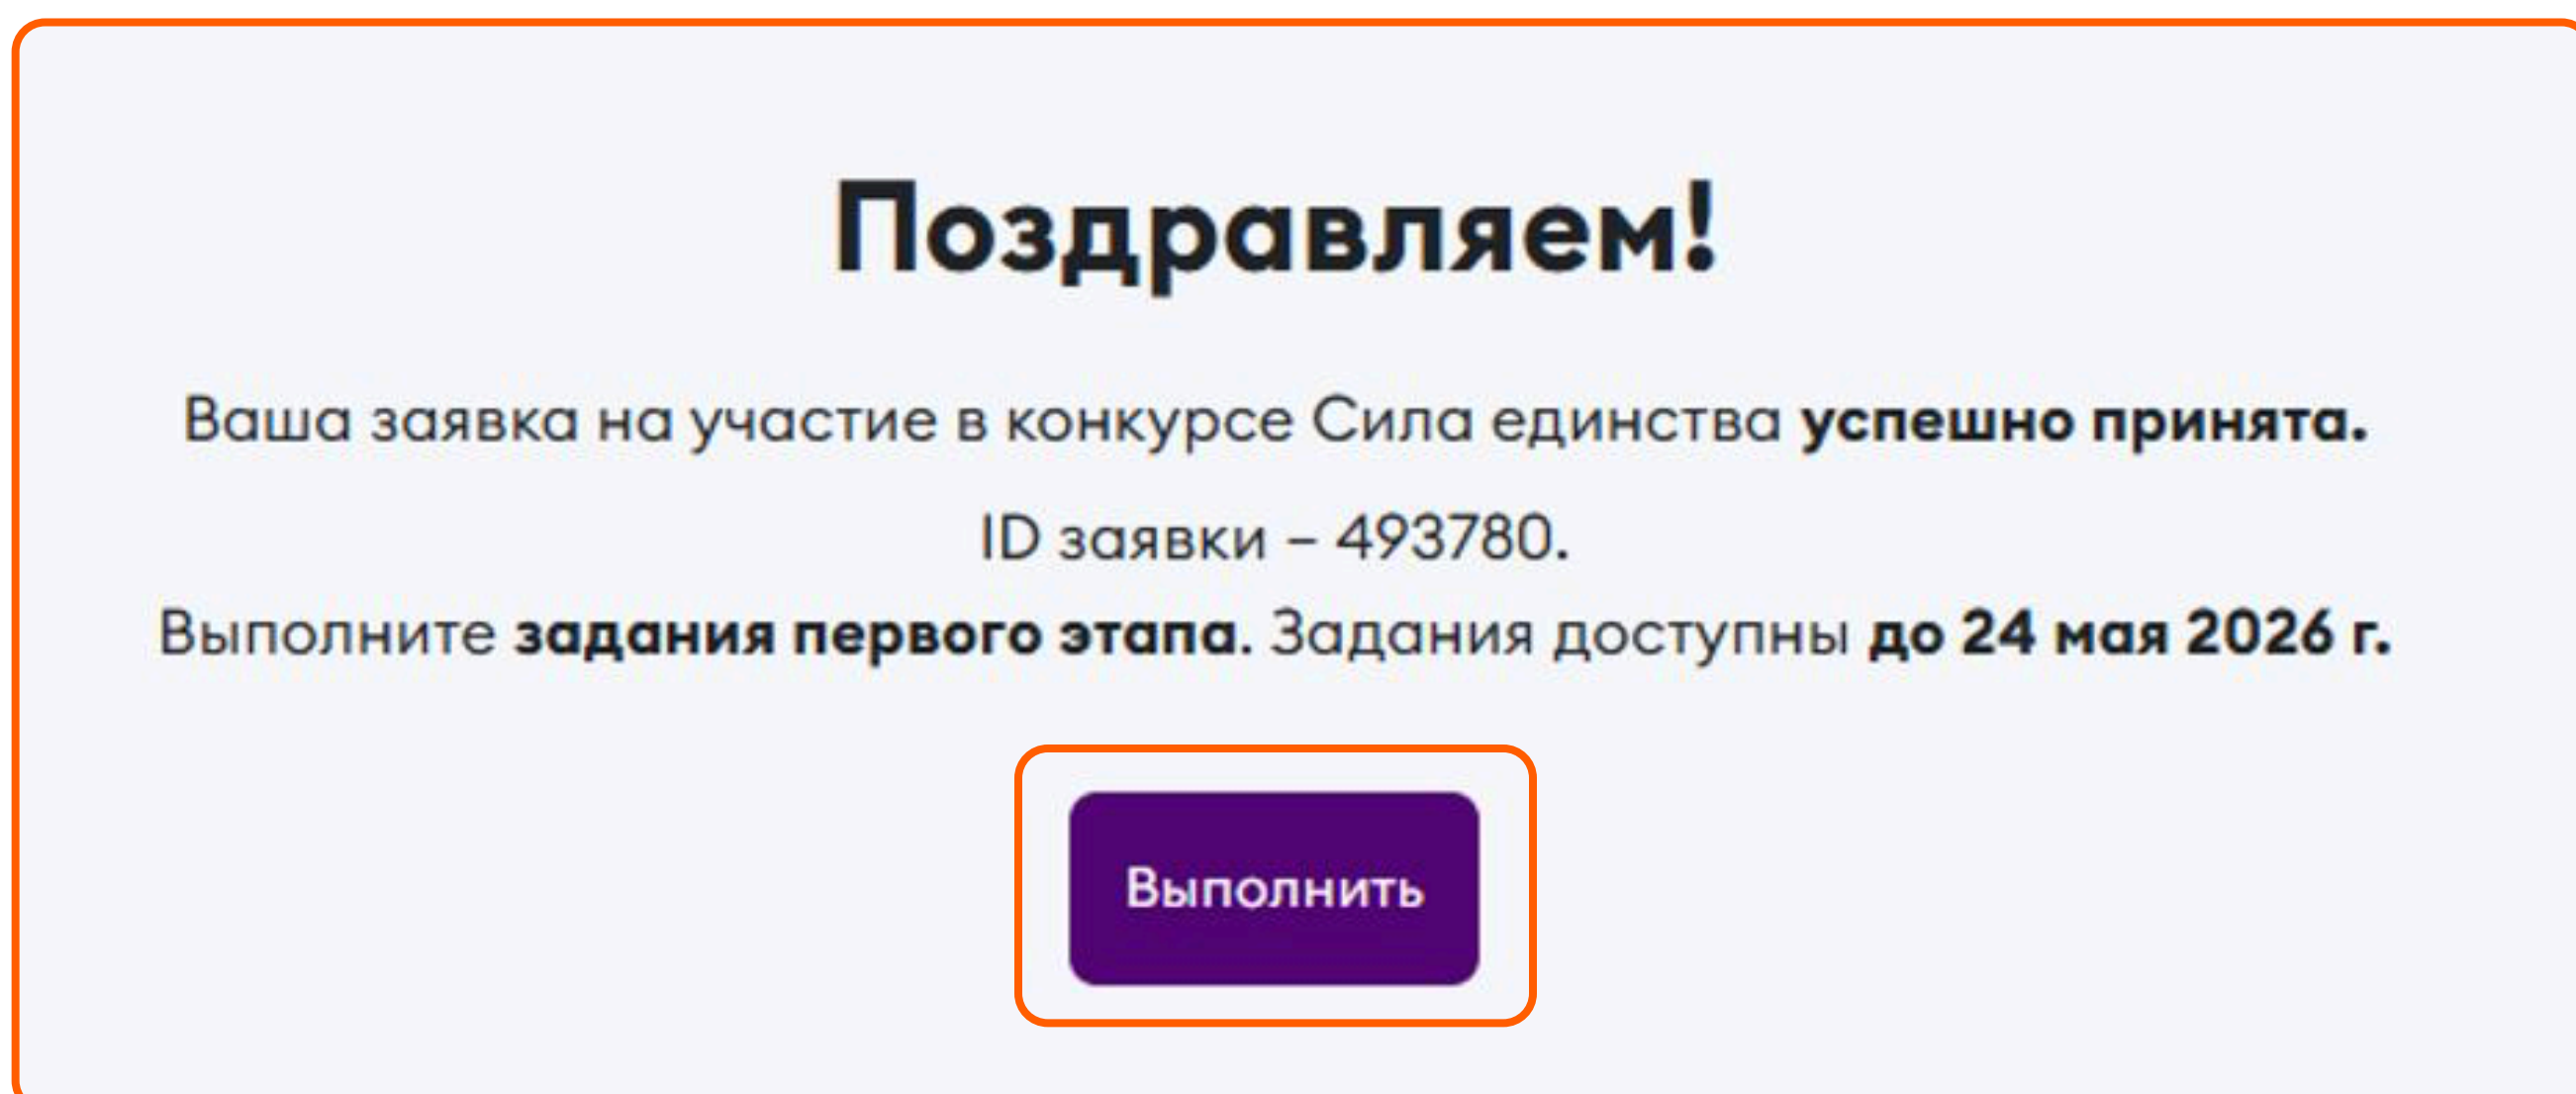 Поздравляем!
Ваша заявка на участие в конкурсе Сила единства успешно принята.
ID заявки – 493780.
Выполните задания первого этапа. Задания доступны до 24 мая 2026 г.
Выполнить